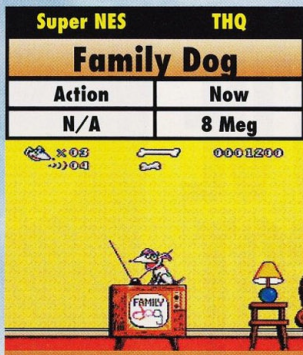 Super NES THQ
Family Dog
Action Now
N/A 8 Meg
x 03 0001200
04
FAMILY
dog